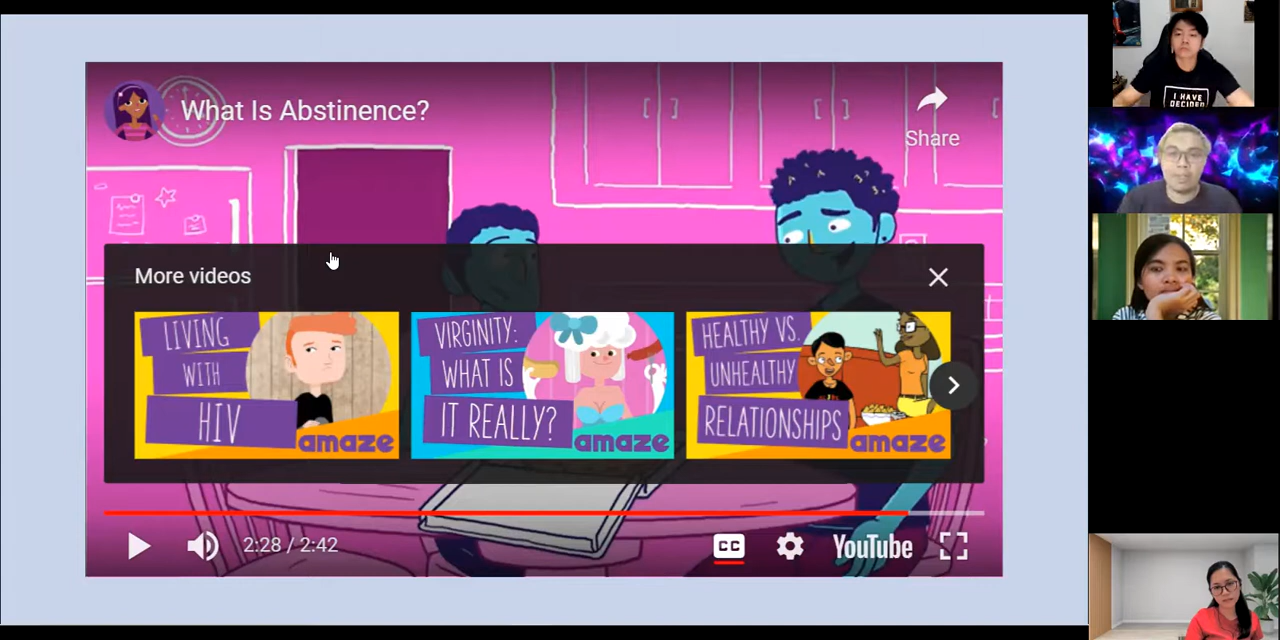 What Is Abstinence?
Share
More videos
LIVING
WITH
HIV
amaze
VIRGINITY:
WHAT IS
IT REALLY?
amaze
HEALTHY VS.
UNHEALTHY
RELATIONSHIPS
amaze
2:28 / 2:42
CC
YouTube
I HAVE
DECIDED